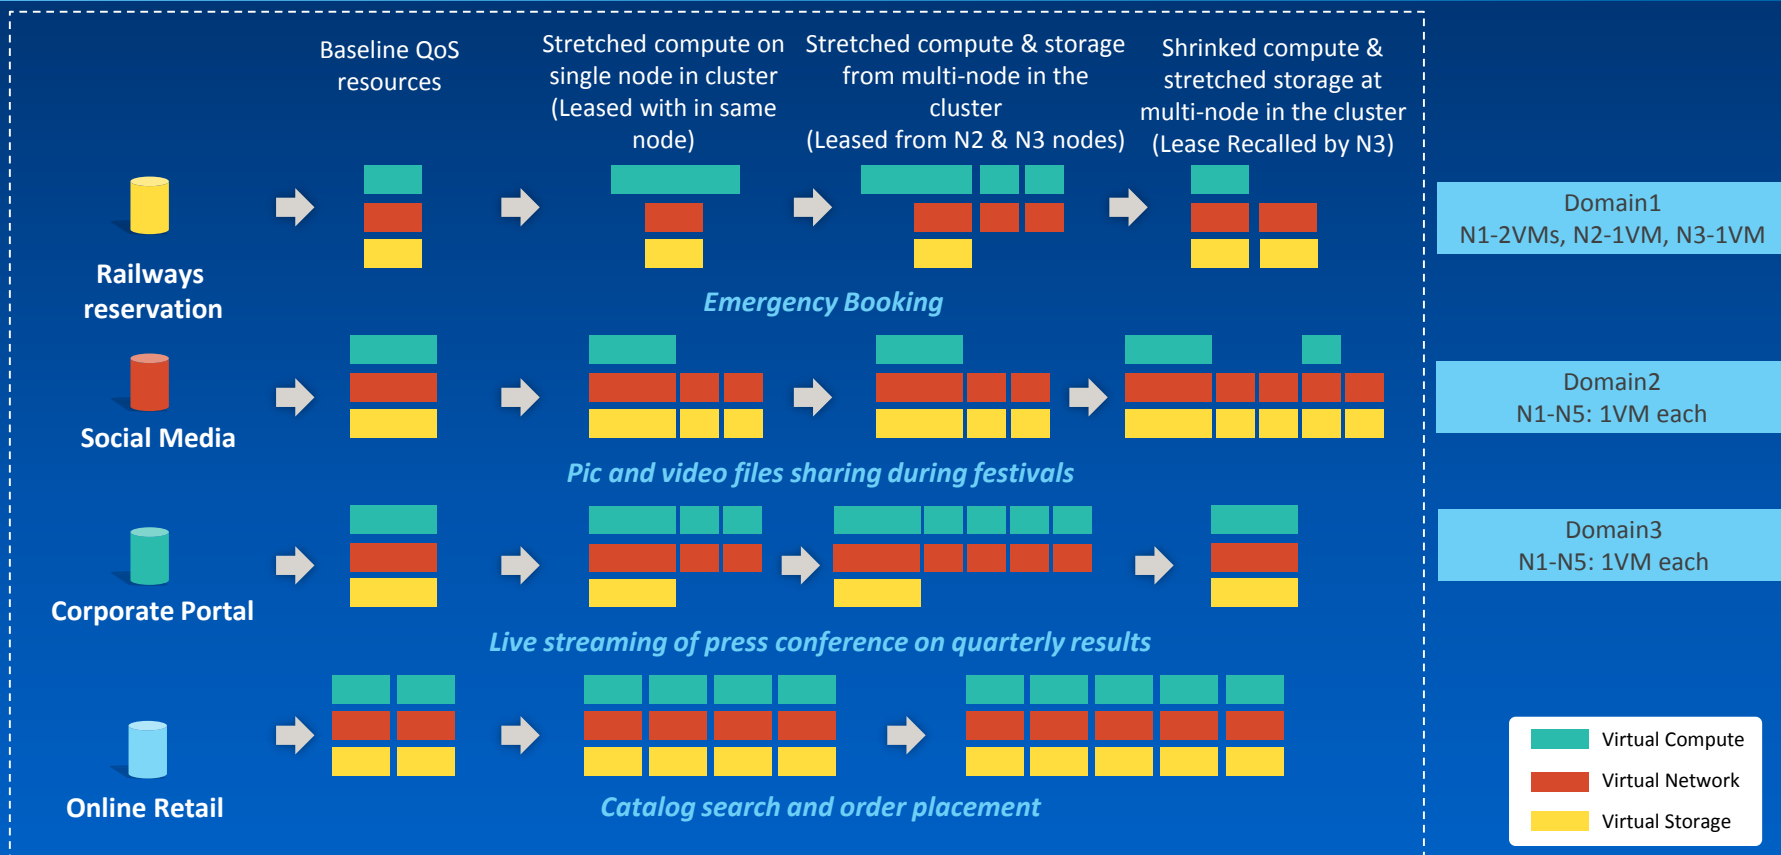 Baseline QoS
resources
Stretched compute on
single node in cluster
(Leased with in same
node)
Stretched compute & storage
from multi-node in the
cluster
(Leased from N2 & N3 nodes)
Shrinked compute &
stretched storage at
multi-node in the cluster
(Lease Recalled by N3)
Railways
reservation
Emergency Booking
Domain1
N1-2VMs, N2-1VM, N3-1VM
Social Media
Pic and video files sharing during festivals
Domain2
N1-N5: 1VM each
Corporate Portal
Live streaming of press conference on quarterly results
Domain3
N1-N5: 1VM each
Online Retail
Catalog search and order placement
Virtual Compute
Virtual Network
Virtual Storage